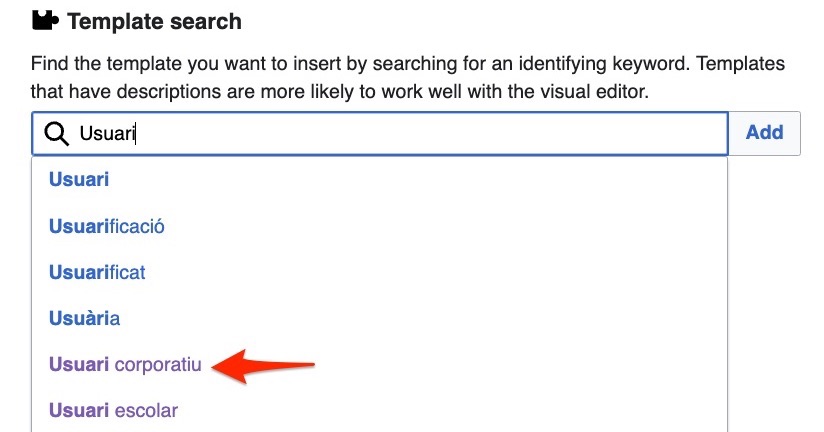 Template search
Find the template you want to insert by searching for an identifying keyword. Templates
that have descriptions are more likely to work well with the visual editor.
Usuari
Add
Usuari
Usuarificació
Usuarificat
Usuària
Usuari corporatiu
Usuari escolar